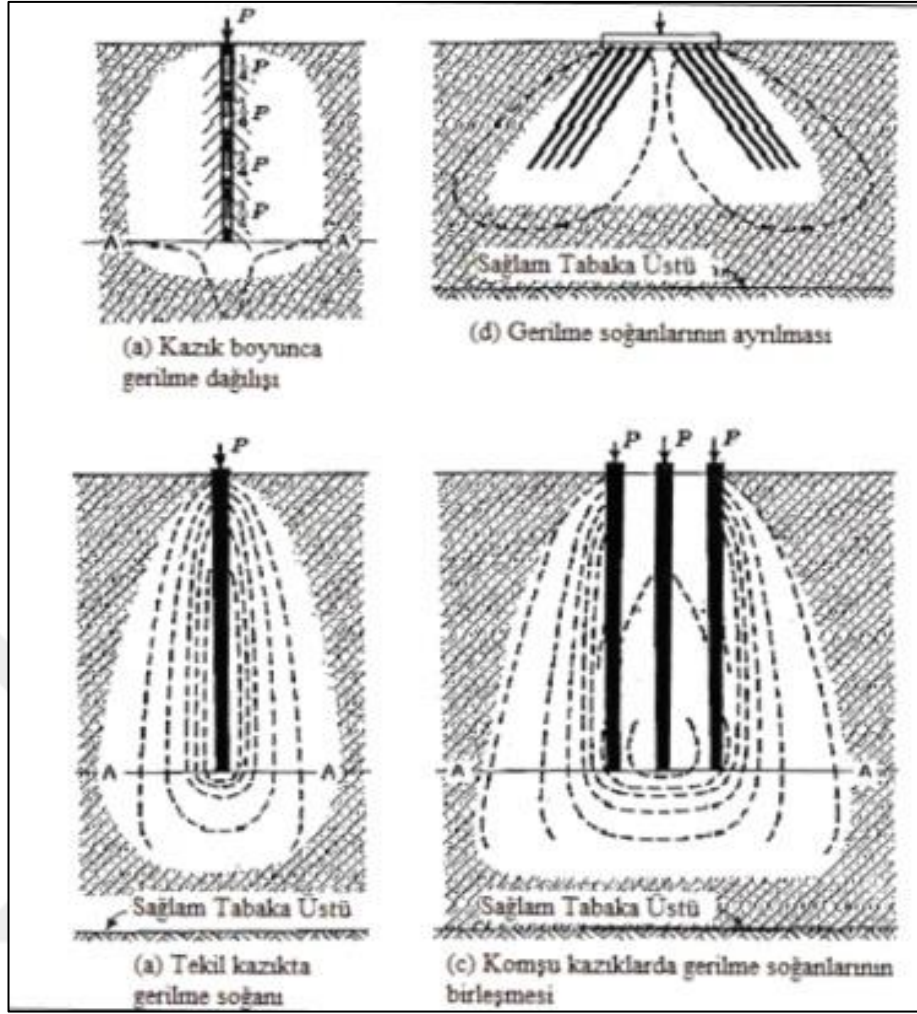 P
P
P
P
P
A A
(a) Kazık boyunca
gerilme dağılışı
Sağlam Tabaka Üstü
(d) Gerilme soğanlarının ayrılması
P
A A
Sağlam Tabaka Üstü
(a) Tekil kazıkta
gerilme soğanı
P P P
A A
Sağlam Tabaka Üstü
(c) Komşu kazıklarda gerilme soğanlarının
birleşmesi